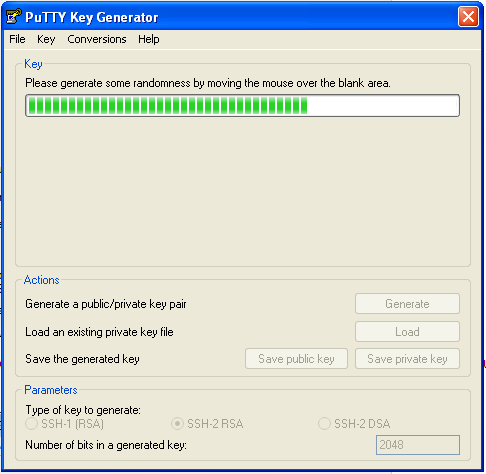 PuTTY Key Generator
File Key Conversions Help
Key
Please generate some randomness by moving the mouse over the blank area.
Actions
Generate a public/private key pair
Generate
Load an existing private key file
Load
Save the generated key
Save public key
Save private key
Parameters
Type of key to generate:
SSH-1 (RSA)
SSH-2 RSA
SSH-2 DSA
Number of bits in a generated key:
2048